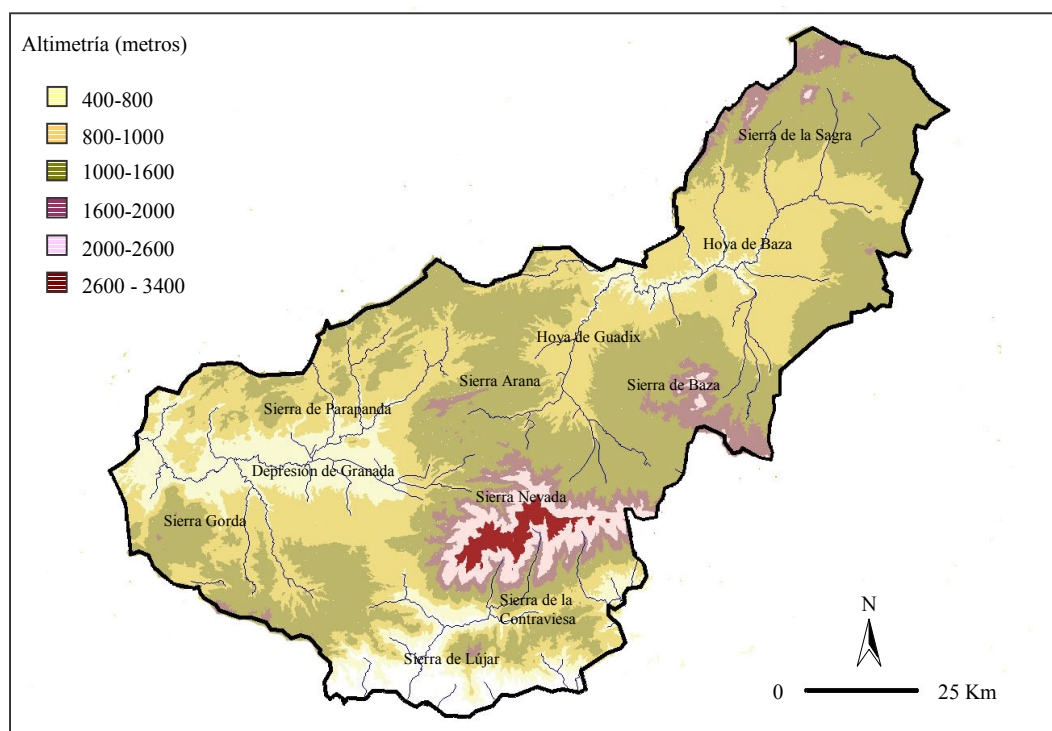 Altimetría (metros)
400-800
800-1000
1000-1600
1600-2000
2000-2600
2600 - 3400
Sierra de la Sagra
Hoya de Baza
Hoya de Guadix
Sierra Arana
Sierra de Baza
Sierra de Parapanda
Depresión de Granada
Sierra Nevada
Sierra Gorda
Sierra de la
Contraviesa
Sierra de Lújar
N
0 25 Km